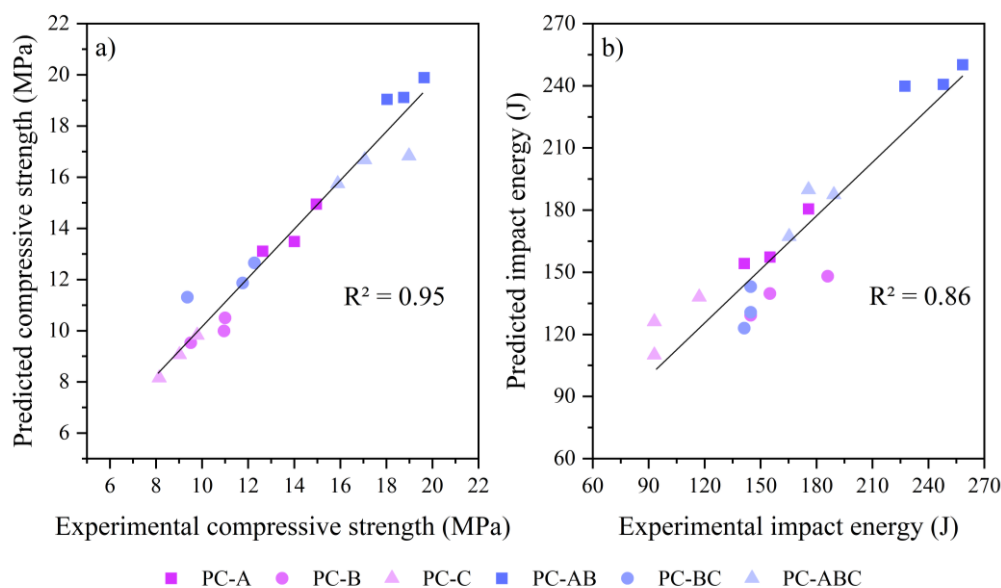 a)
Predicted compressive strength (MPa)
22
20
18
16
14
12
10
8
6
R² = 0.95
6 8 10 12 14 16 18 20 22
Experimental compressive strength (MPa)
b)
Predicted impact energy (J)
270
240
210
180
150
120
90
60
R² = 0.86
60 90 120 150 180 210 240 270
Experimental impact energy (J)
PC-A PC-B PC-C PC-AB PC-BC PC-ABC